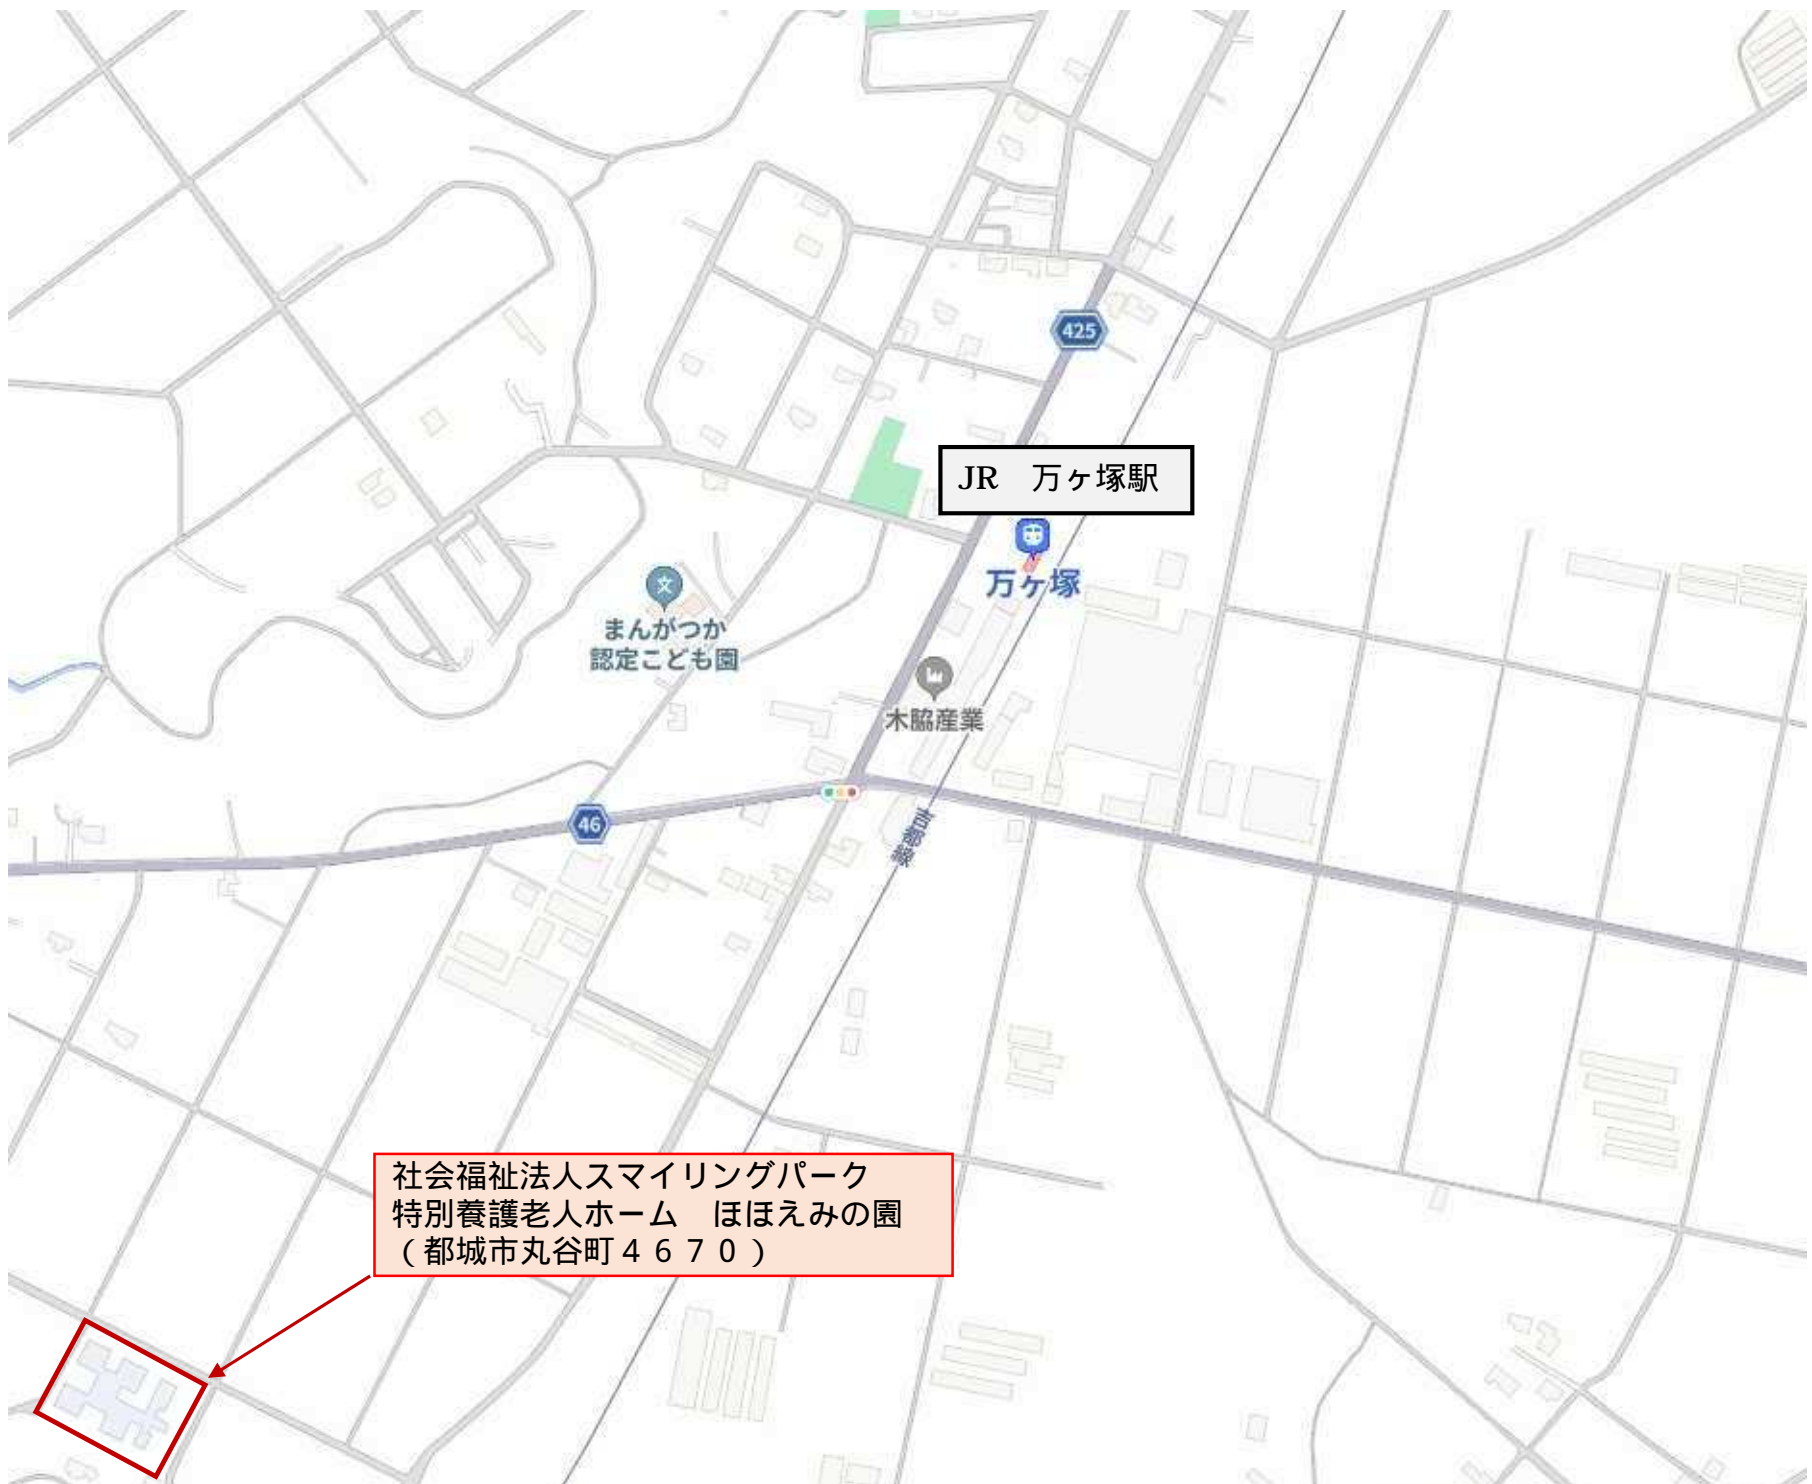 425
JR　万ヶ塚駅
万ヶ塚
まんがつか
認定こども園
木脇産業
46
吉都線
社会福祉法人スマイリングパーク
特別養護老人ホーム　ほほえみの園
（都城市丸谷町４６７０）